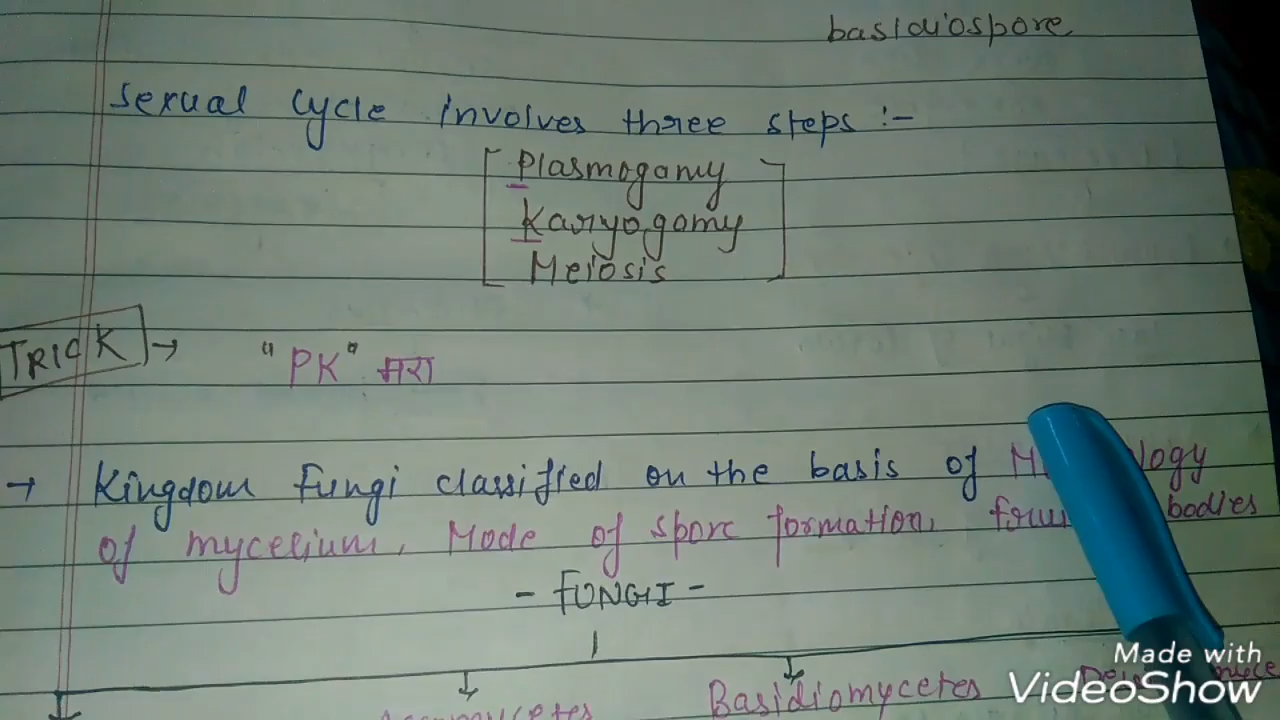 basidiospore
Sexual Cycle involves three steps :-
Plasmogamy
Karyogamy
Meiosis
TRICK → "PK" मरा
→ Kingdom Fungi classified on the basis of
of mycelium, Mode of spore formation, bodies
- FUNGI -
Basidiomycetes
Made with
VideoShow